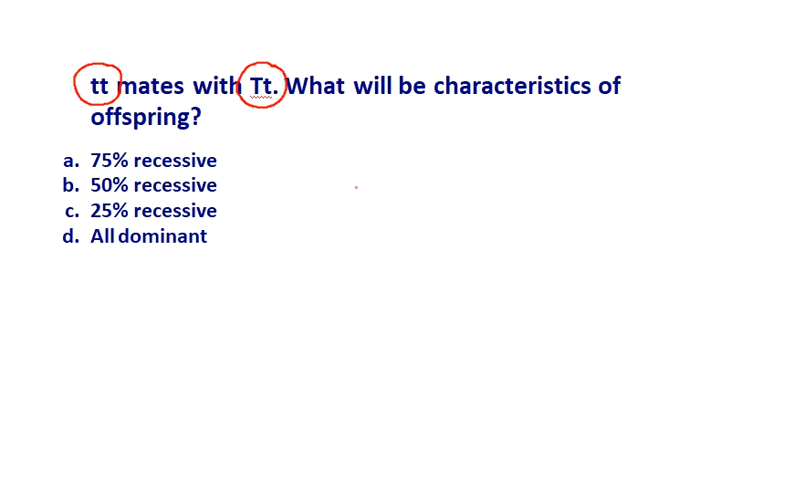 tt mates with Tt. What will be characteristics of
offspring?
a. 75% recessive
b. 50% recessive
c. 25% recessive
d. All dominant